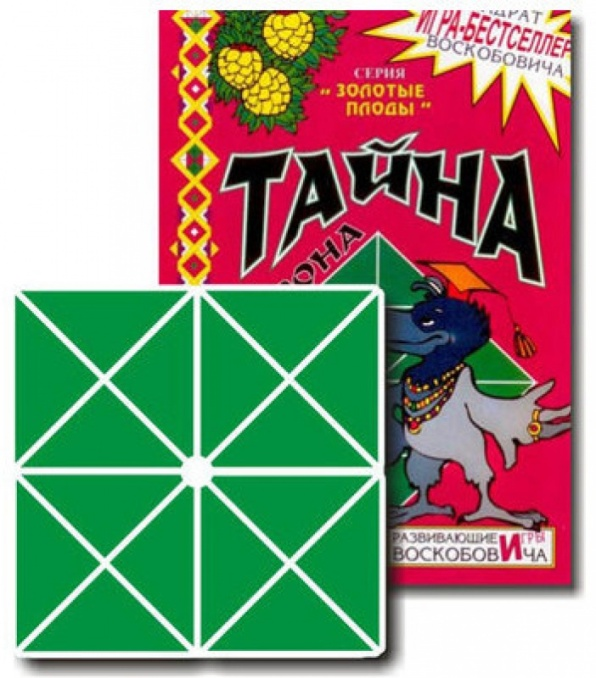 ИГРА-БЕСТСЕЛЛЕР
ВОСКОБОВИЧА
СЕРИЯ
"ЗОЛОТЫЕ
ПЛОДЫ"
ТАЙНА
РАЗВИВАЮЩИЕ ИГРЫ
ВОСКОБОВИЧА